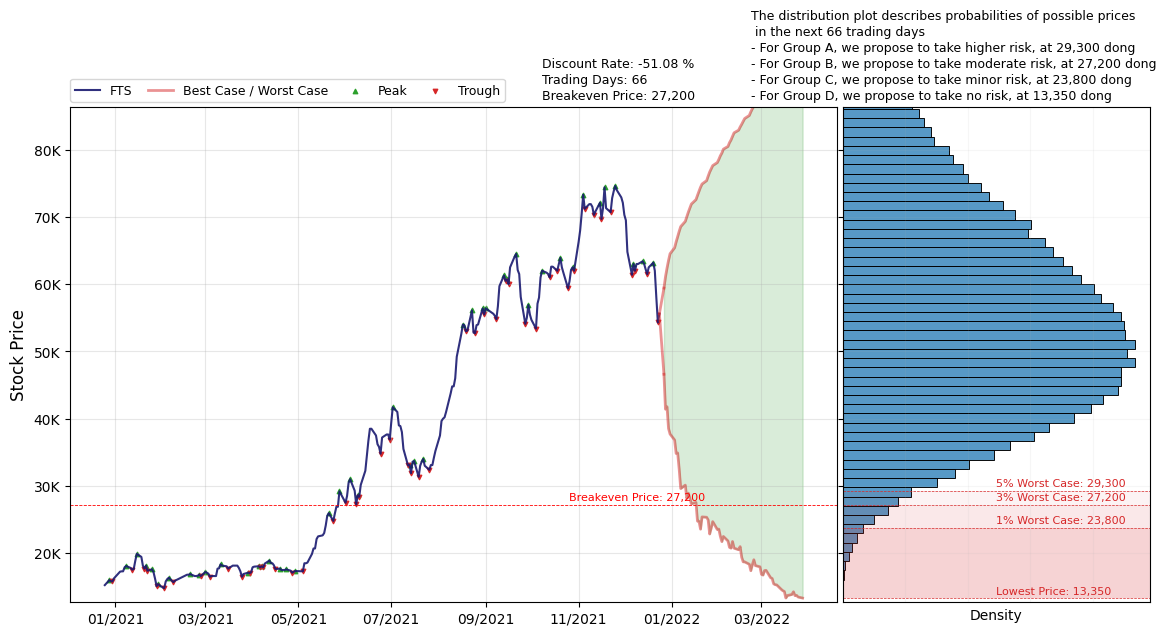 The distribution plot describes probabilities of possible prices
in the next 66 trading days
- For Group A, we propose to take higher risk, at 29,300 dong
- For Group B, we propose to take moderate risk, at 27,200 dong
- For Group C, we propose to take minor risk, at 23,800 dong
- For Group D, we propose to take no risk, at 13,350 dong
Discount Rate: -51.08 %
Trading Days: 66
Breakeven Price: 27,200
FTS
Best Case / Worst Case
Peak
Trough
Stock Price
80K
70K
60K
50K
40K
30K
20K
Breakeven Price: 27,200
01/2021
03/2021
05/2021
07/2021
09/2021
11/2021
01/2022
03/2022
5% Worst Case: 29,300
3% Worst Case: 27,200
1% Worst Case: 23,800
Lowest Price: 13,350
Density